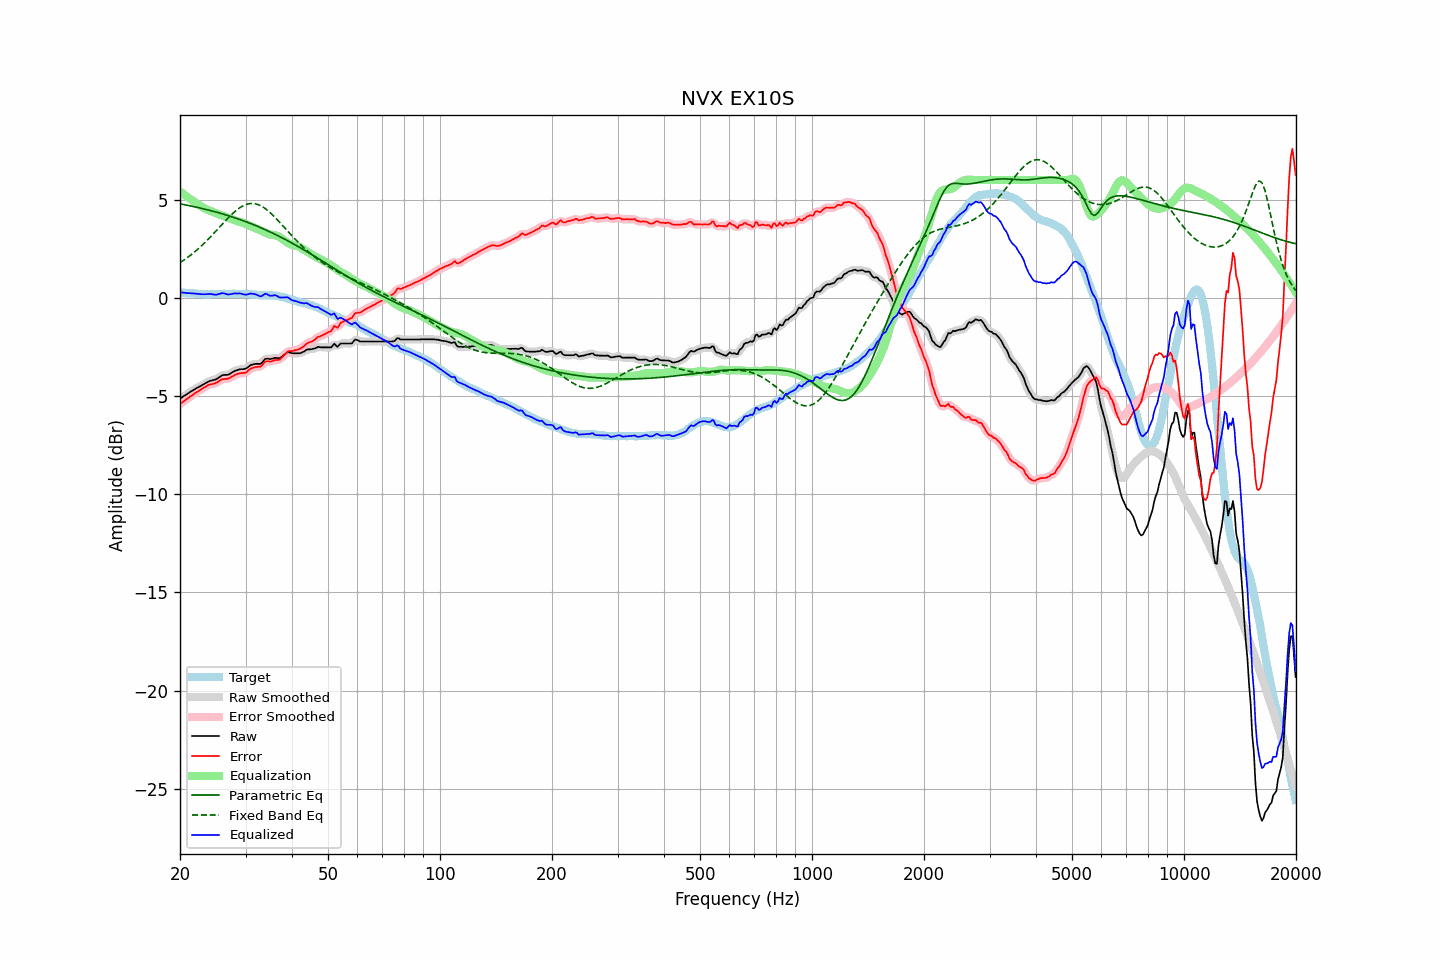 NVX EX10S
Amplitude (dBr)
5
0
−5
−10
−15
−20
−25
Target
Raw Smoothed
Error Smoothed
Raw
Error
Equalization
Parametric Eq
Fixed Band Eq
Equalized
20 50 100 200 500 1000 2000 5000 10000 20000
Frequency (Hz)